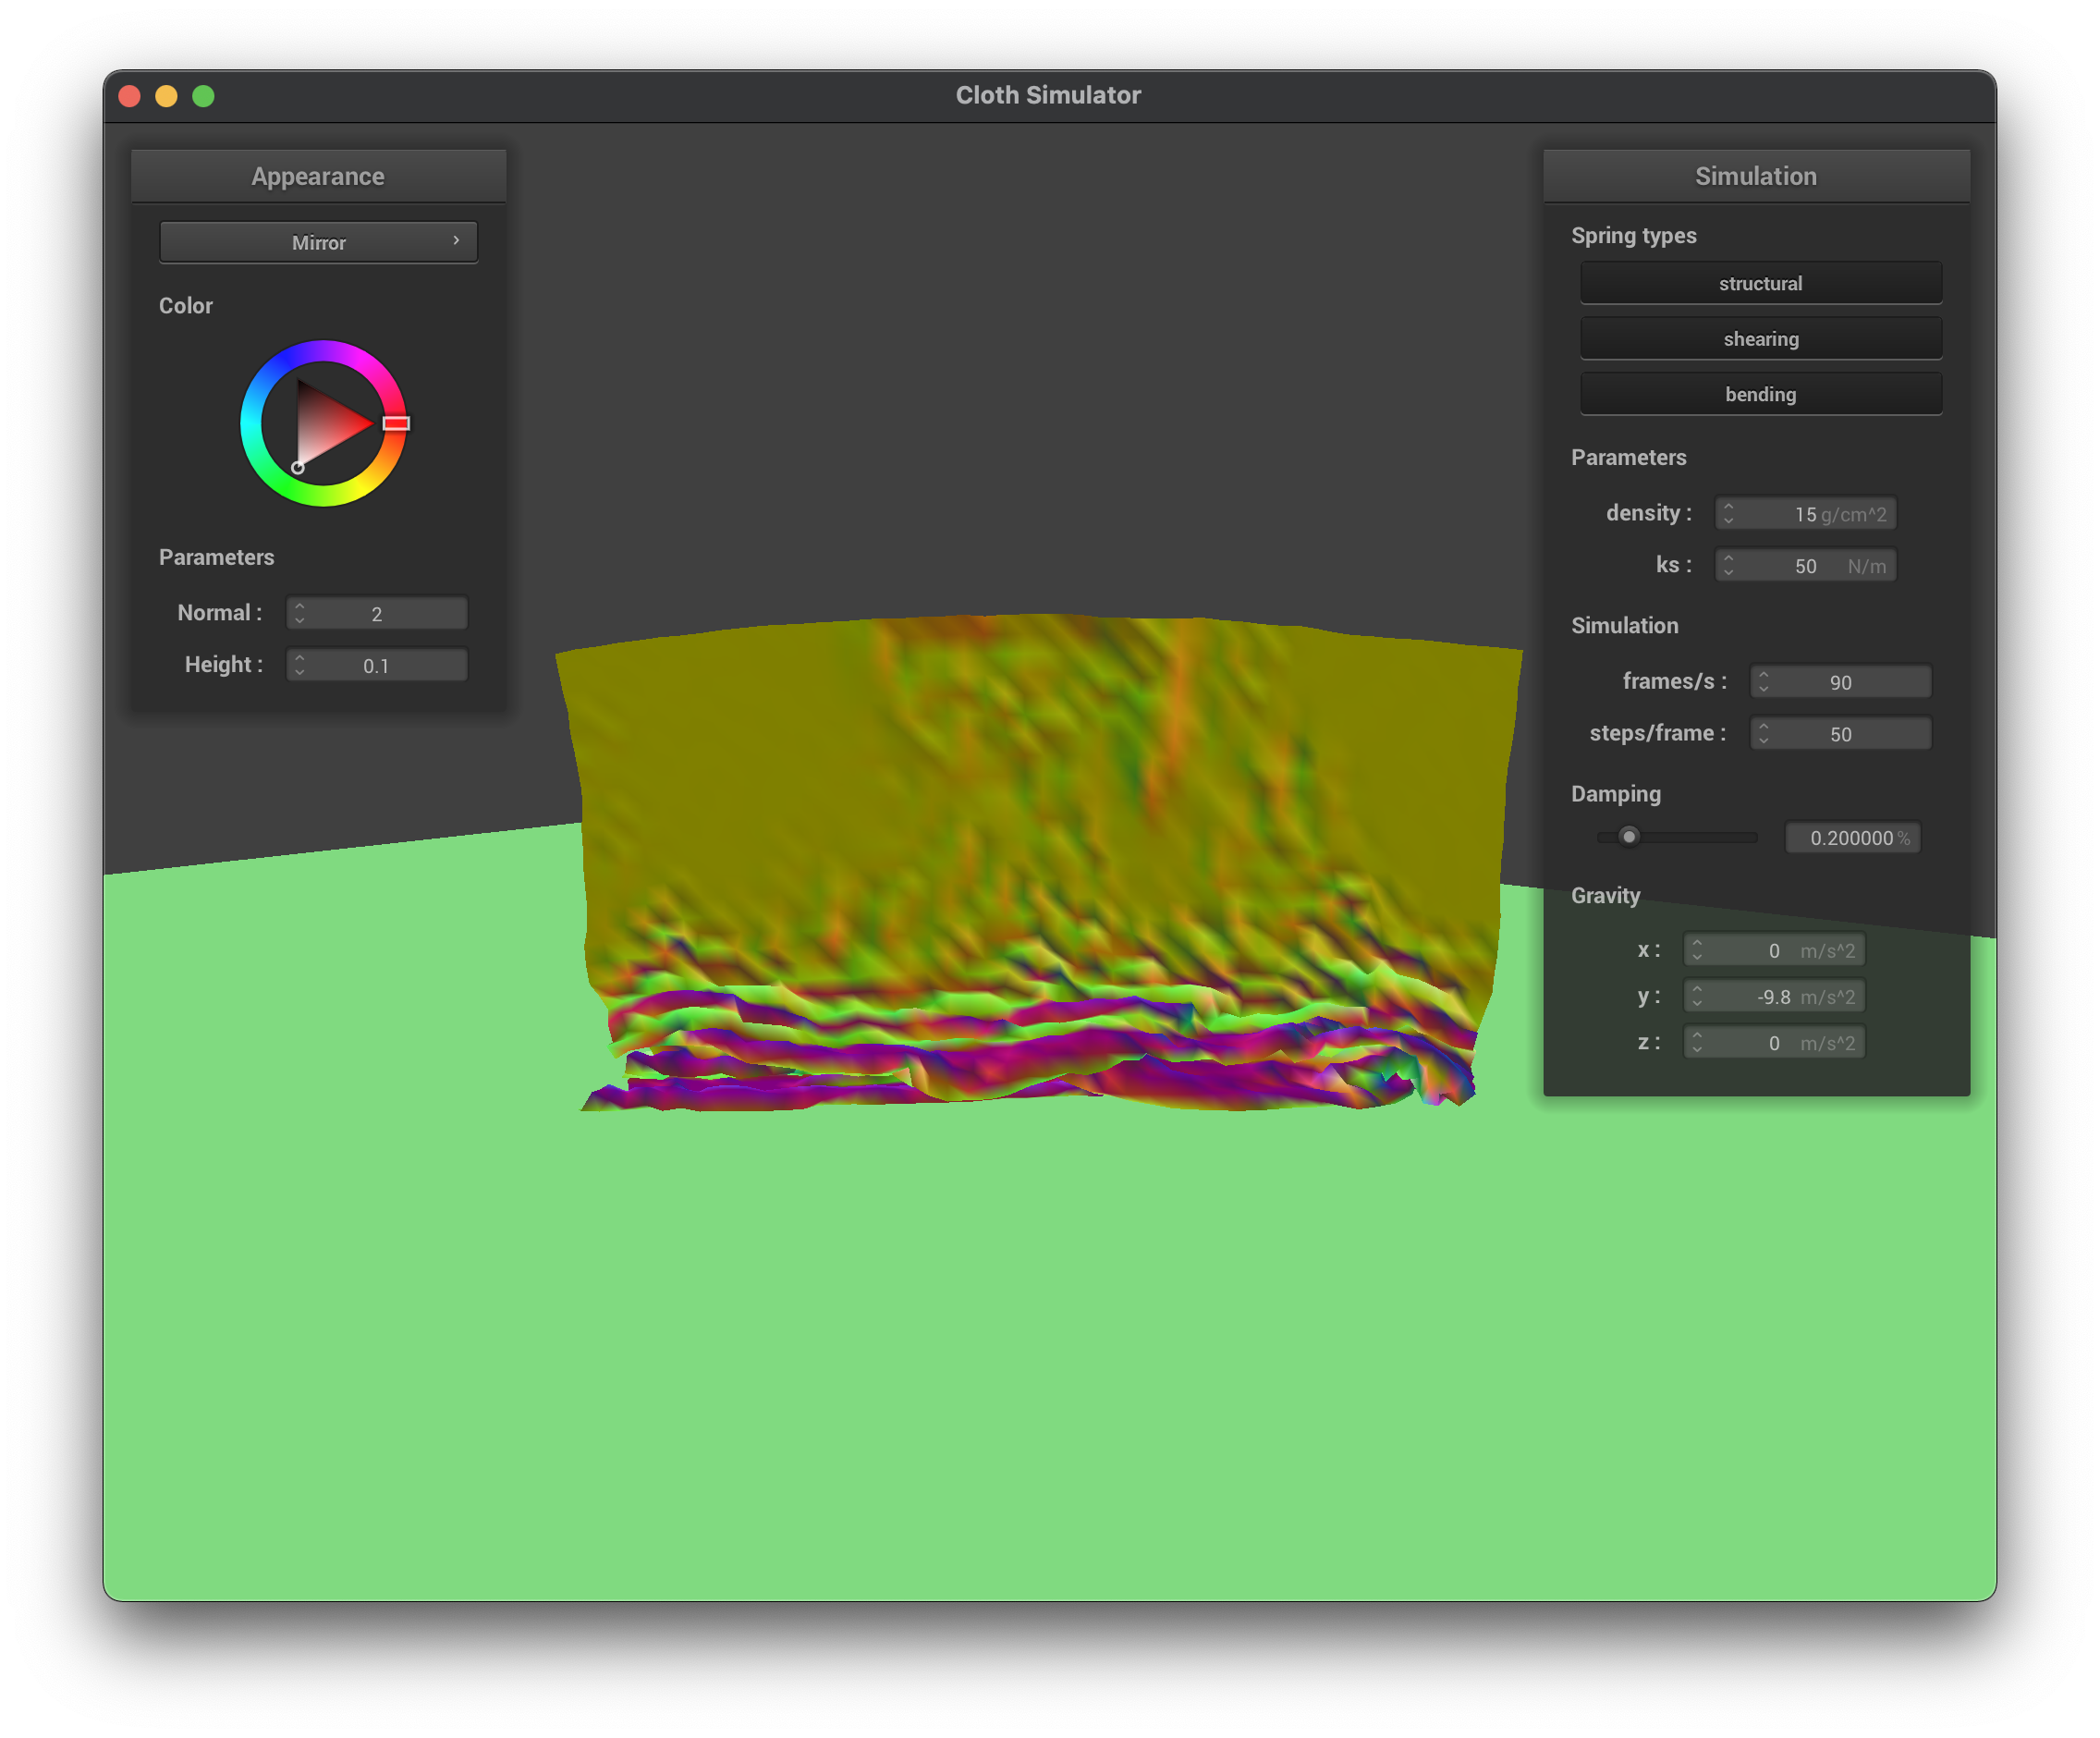 Cloth Simulator
Appearance
Mirror
Color
Parameters
Normal : 2
Height : 0.1
Simulation
Spring types
structural
shearing
bending
Parameters
density : 15 g/cm^2
ks : 50 N/m
Simulation
frames/s : 90
steps/frame : 50
Damping
0.200000 %
Gravity
x : 0 m/s^2
y : -9.8 m/s^2
z : 0 m/s^2